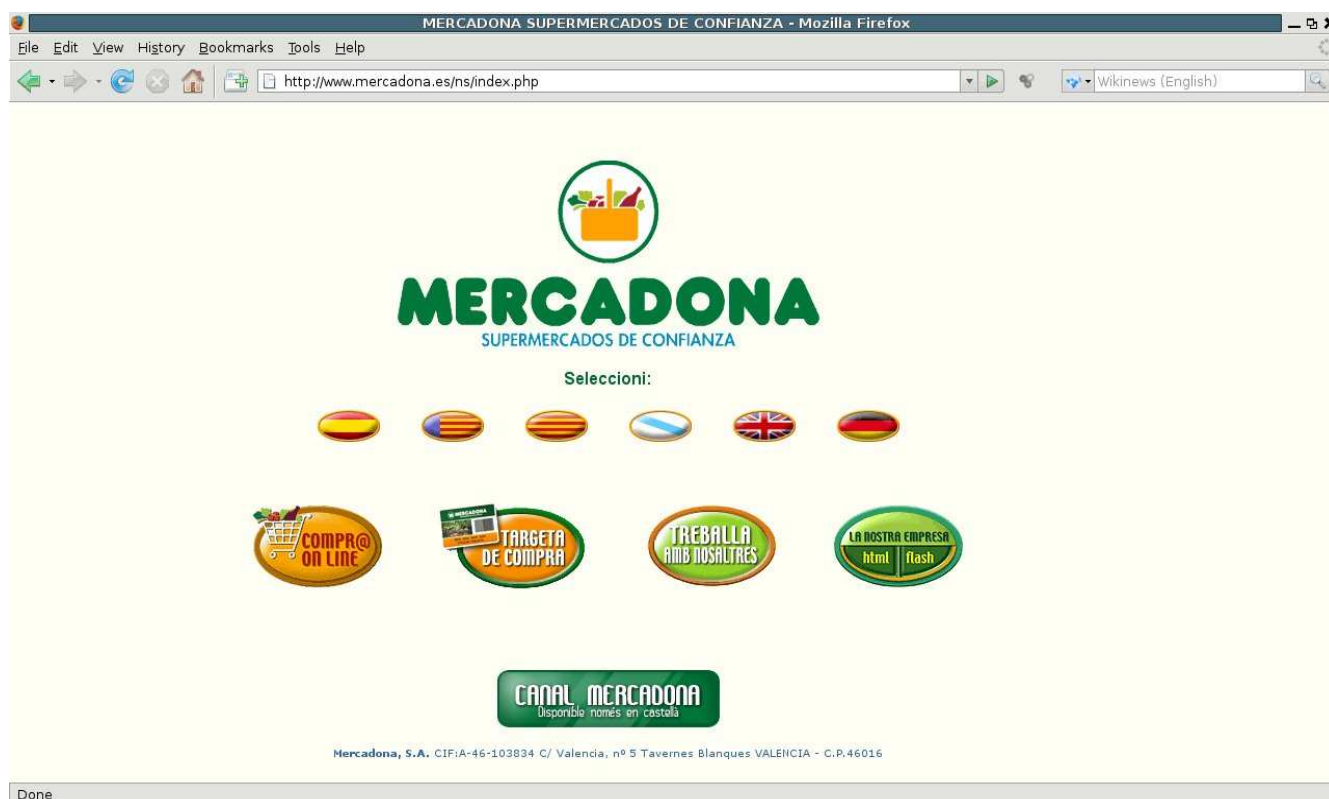 MERCADONA SUPERMERCADOS DE CONFIANZA - Mozilla Firefox
File Edit View History Bookmarks Tools Help
http://www.mercadona.es/ns/index.php
Wikinews (English)
MERCADONA
SUPERMERCADOS DE CONFIANZA
Seleccioni:
COMPR@
ON LINE
MERCADONA
TARGETA
DE COMPRA
TREBALLA
AMB NOSALTRES
LA NOSTRA EMPRESA
html flash
CANAL MERCADONA
Disponible només en castellà
Mercadona, S.A. CIF:A-46-103834 C/ Valencia, nº 5 Tavernes Blanques VALENCIA - C.P.46016
Done